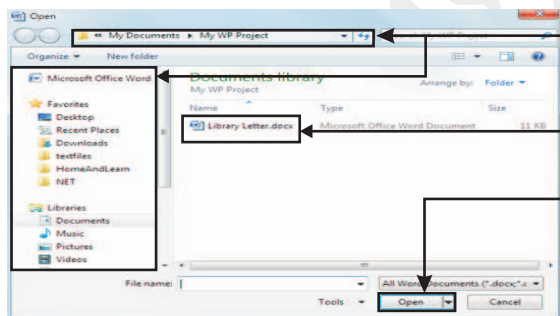 Open
« My Documents ▸ My WP Project
Organize New folder
Microsoft Office Word
Favorites
Desktop
Recent Places
Downloads
textfiles
HomeAndLearn
NET
Libraries
Documents
Music
Pictures
Videos
Documents library
My WP Project
Arrange by: Folder
Name Type Size
Library Letter.docx Microsoft Office Word Document 11 KB
File name: All Word Documents (*.docx;*.
Tools Open Cancel